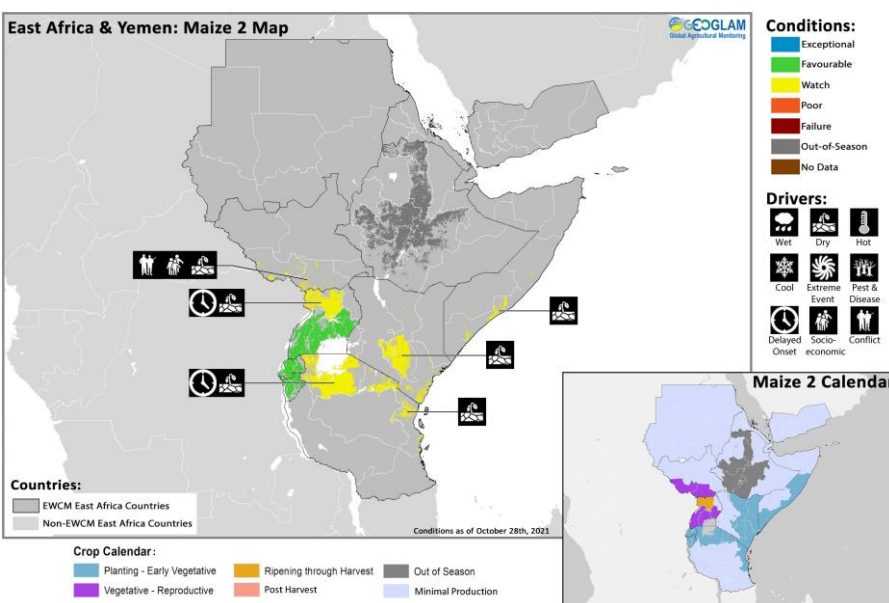 East Africa & Yemen: Maize 2 Map
GEOGLAM
Global Agricultural Monitoring
Conditions:
Exceptional
Favourable
Watch
Poor
Failure
Out-of-Season
No Data
Drivers:
Wet
Dry
Hot
Cool
Extreme Event
Pest & Disease
Delayed Onset
Socio-economic
Conflict
Countries:
EWCM East Africa Countries
Non-EWCM East Africa Countries
Conditions as of October 28th, 2021
Maize 2 Calendar
Crop Calendar:
Planting - Early Vegetative
Ripening through Harvest
Out of Season
Vegetative - Reproductive
Post Harvest
Minimal Production